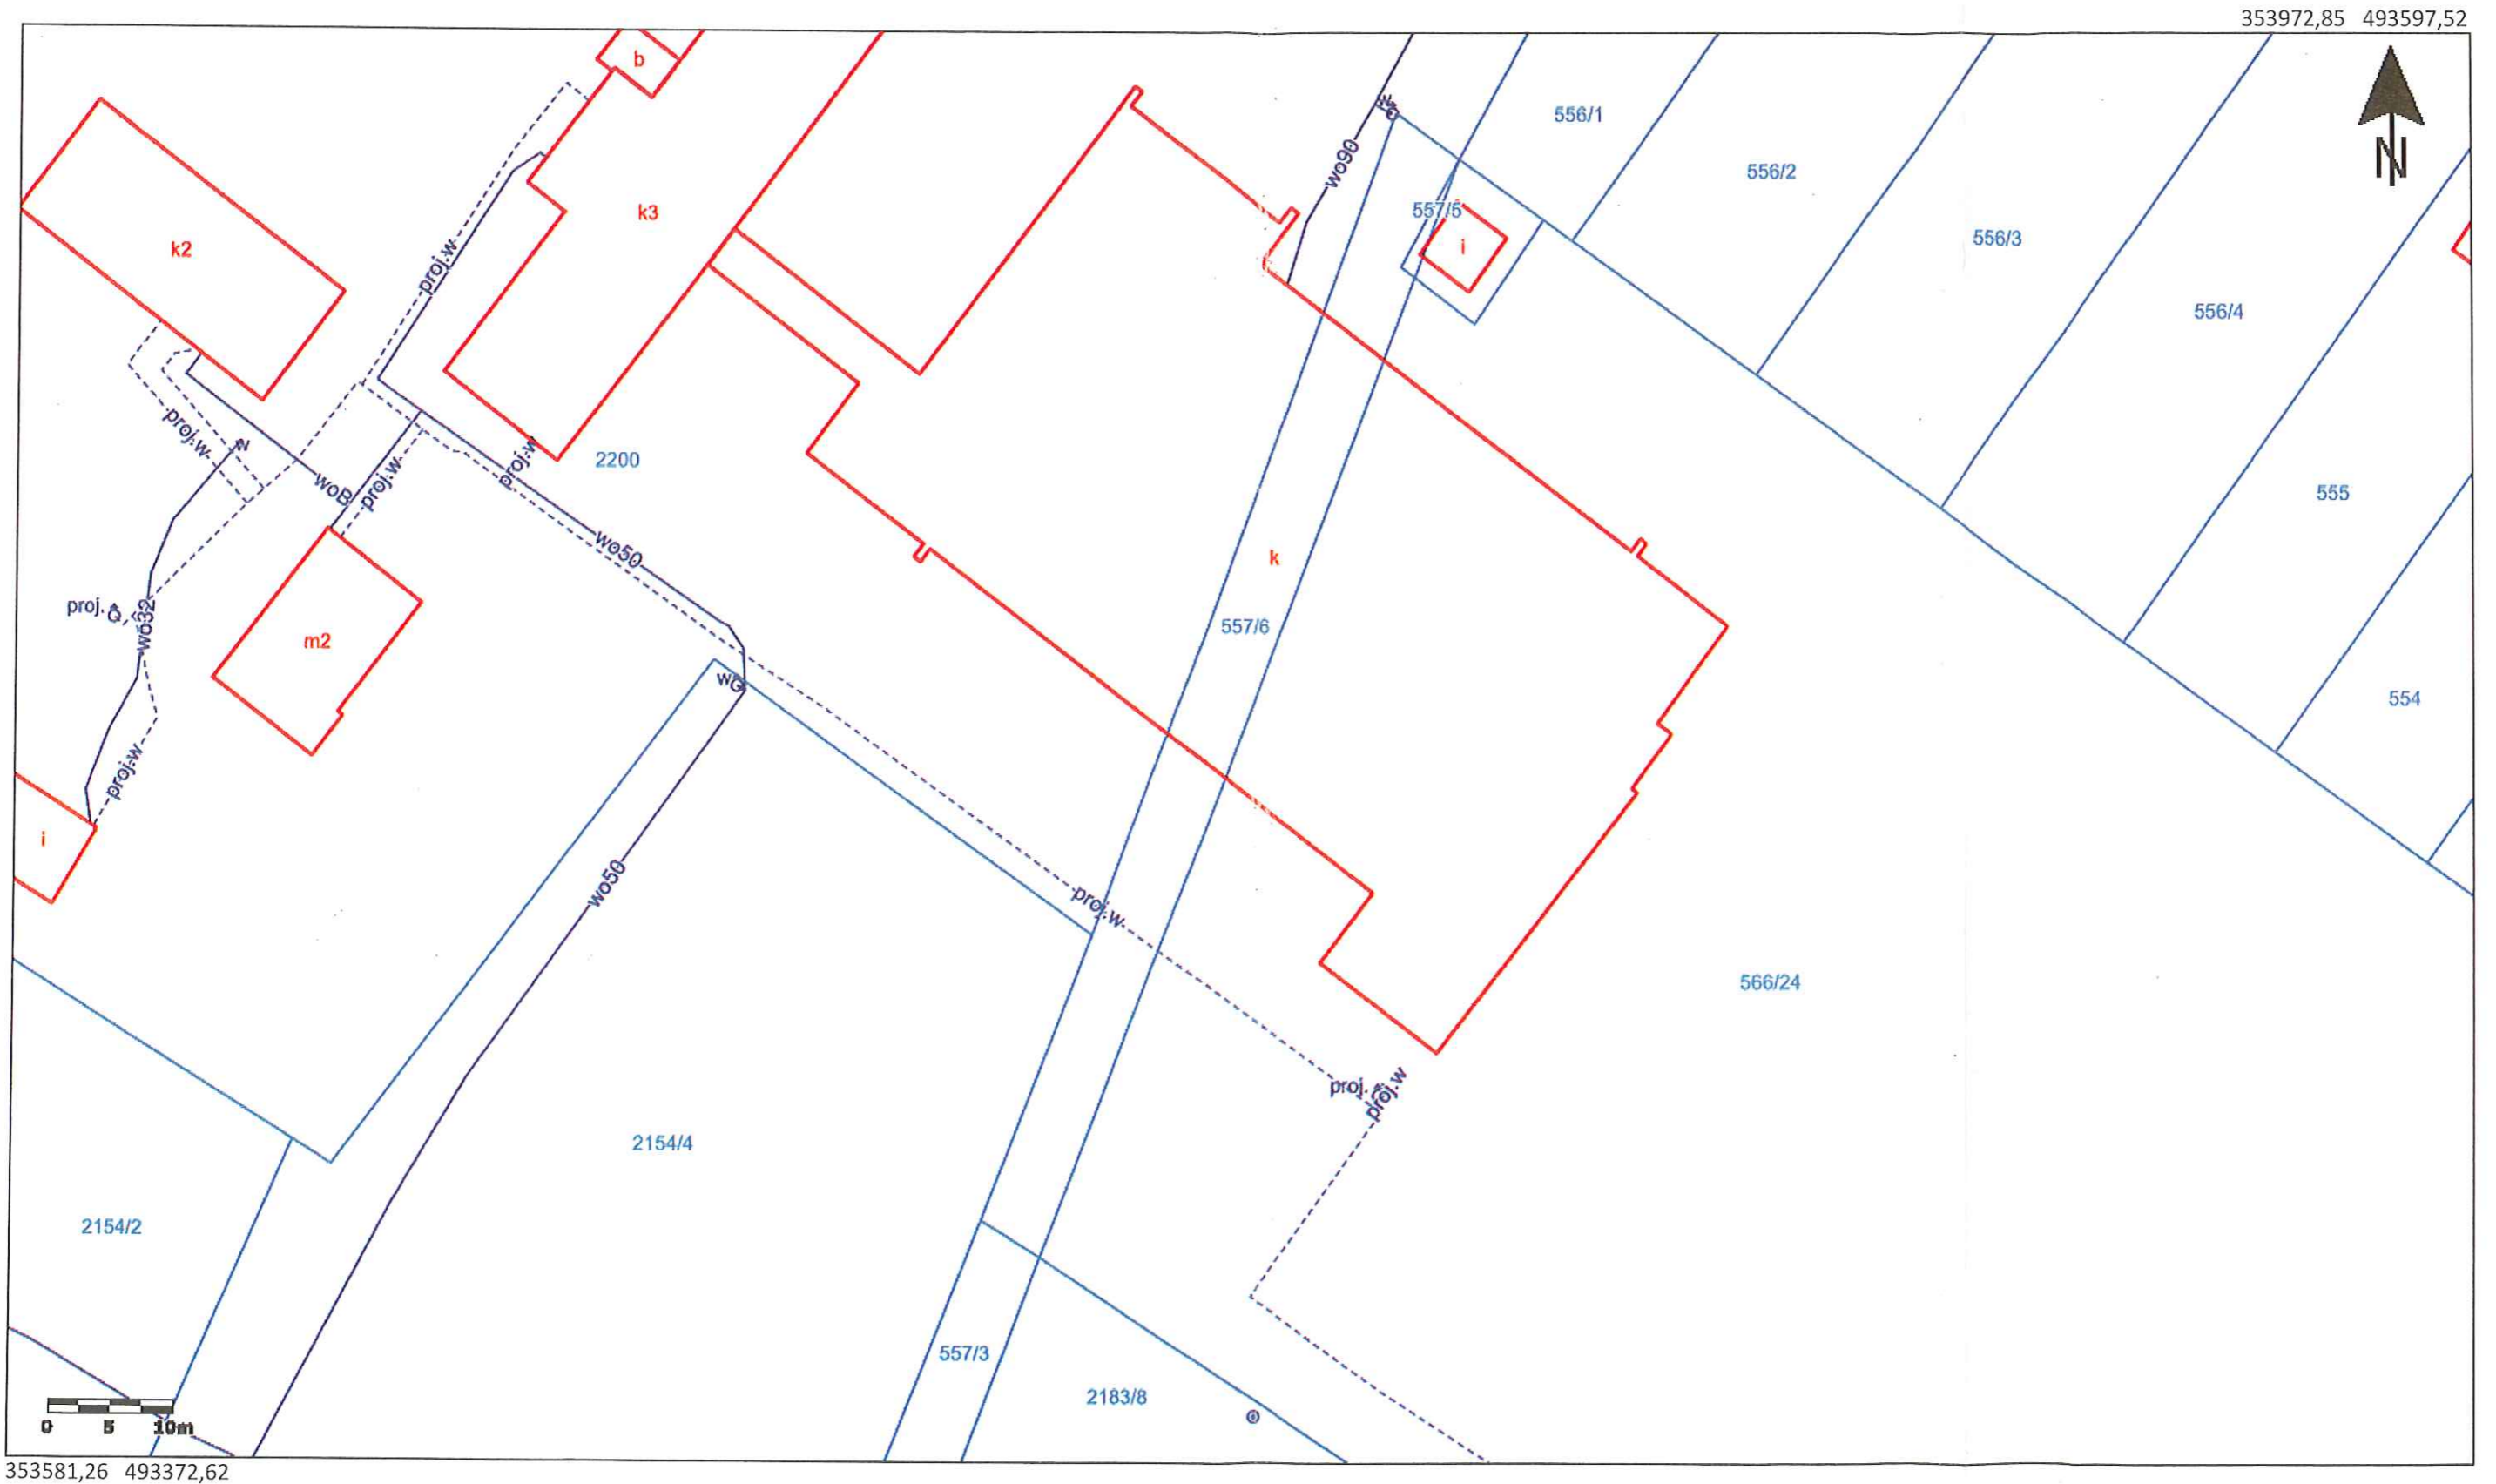 353972,85 493597,52
b
w
556/1
N
wo90
556/2
k3
557/5
556/3
k2
i
proj.w
556/4
proj.w
w
proj.w
2200
proj.w
woB
555
wo50
k
proj.
wo32
557/6
m2
w
554
proj.w
i
wo50
proj.w
566/24
proj.
proj.w
2154/4
2154/2
557/3
2183/8
0 5 10m
353581,26 493372,62